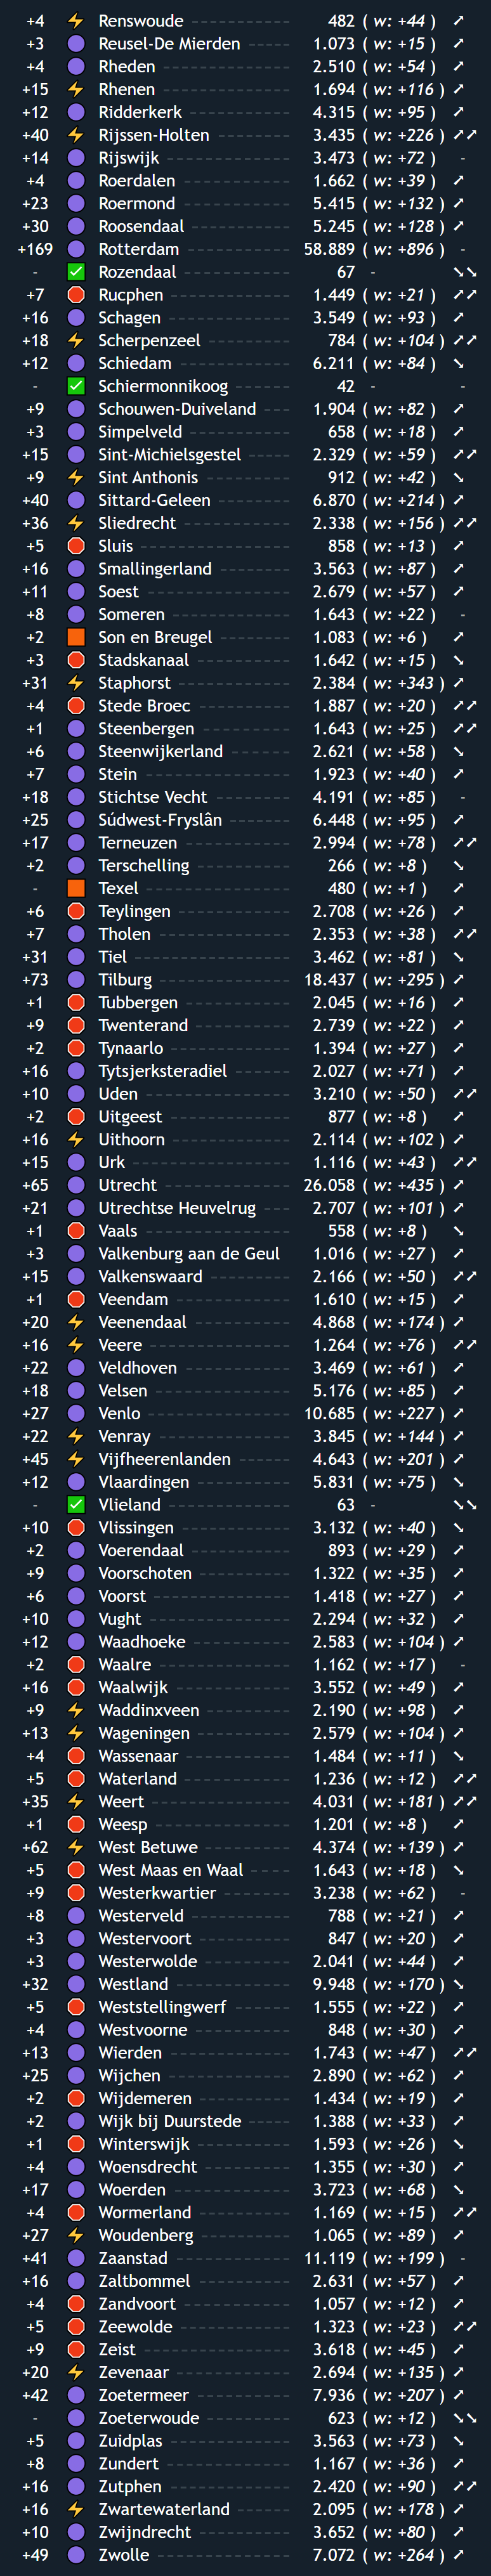 +4 Renswoude 482 ( w: +44 )
+3 Reusel-De Mierden 1.073 ( w: +15 )
+4 Rheden 2.510 ( w: +54 )
+15 Rhenen 1.694 ( w: +116 )
+12 Ridderkerk 4.315 ( w: +95 )
+40 Rijssen-Holten 3.435 ( w: +226 )
+14 Rijswijk 3.473 ( w: +72 ) -
+4 Roerdalen 1.662 ( w: +39 )
+23 Roermond 5.415 ( w: +132 )
+30 Roosendaal 5.245 ( w: +128 )
+169 Rotterdam 58.889 ( w: +896 ) -
- Rozendaal 67 -
+7 Rucphen 1.449 ( w: +21 )
+16 Schagen 3.549 ( w: +93 )
+18 Scherpenzeel 784 ( w: +104 )
+12 Schiedam 6.211 ( w: +84 )
- Schiermonnikoog 42 - -
+9 Schouwen-Duiveland 1.904 ( w: +82 )
+3 Simpelveld 658 ( w: +18 )
+15 Sint-Michielsgestel 2.329 ( w: +59 )
+9 Sint Anthonis 912 ( w: +42 )
+40 Sittard-Geleen 6.870 ( w: +214 )
+36 Sliedrecht 2.338 ( w: +156 )
+5 Sluis 858 ( w: +13 )
+16 Smallingerland 3.563 ( w: +87 )
+11 Soest 2.679 ( w: +57 )
+8 Someren 1.643 ( w: +22 ) -
+2 Son en Breugel 1.083 ( w: +6 )
+3 Stadskanaal 1.642 ( w: +15 )
+31 Staphorst 2.384 ( w: +343 )
+4 Stede Broec 1.887 ( w: +20 )
+1 Steenbergen 1.643 ( w: +25 )
+6 Steenwijkerland 2.621 ( w: +58 )
+7 Stein 1.923 ( w: +40 )
+18 Stichtse Vecht 4.191 ( w: +85 ) -
+25 Súdwest-Fryslân 6.448 ( w: +95 )
+17 Terneuzen 2.994 ( w: +78 )
+2 Terschelling 266 ( w: +8 )
- Texel 480 ( w: +1 )
+6 Teylingen 2.708 ( w: +26 )
+7 Tholen 2.353 ( w: +38 )
+31 Tiel 3.462 ( w: +81 )
+73 Tilburg 18.437 ( w: +295 )
+1 Tubbergen 2.045 ( w: +16 )
+9 Twenterand 2.739 ( w: +22 )
+2 Tynaarlo 1.394 ( w: +27 )
+16 Tytsjerksteradiel 2.027 ( w: +71 )
+10 Uden 3.210 ( w: +50 )
+2 Uitgeest 877 ( w: +8 )
+16 Uithoorn 2.114 ( w: +102 )
+15 Urk 1.116 ( w: +43 )
+65 Utrecht 26.058 ( w: +435 )
+21 Utrechtse Heuvelrug 2.707 ( w: +101 )
+1 Vaals 558 ( w: +8 )
+3 Valkenburg aan de Geul 1.016 ( w: +27 )
+15 Valkenswaard 2.166 ( w: +50 )
+1 Veendam 1.610 ( w: +15 )
+20 Veenendaal 4.868 ( w: +174 )
+16 Veere 1.264 ( w: +76 )
+22 Veldhoven 3.469 ( w: +61 )
+18 Velsen 5.176 ( w: +85 )
+27 Venlo 10.685 ( w: +227 )
+22 Venray 3.845 ( w: +144 )
+45 Vijfheerenlanden 4.643 ( w: +201 )
+12 Vlaardingen 5.831 ( w: +75 )
- Vlieland 63 -
+10 Vlissingen 3.132 ( w: +40 )
+2 Voerendaal 893 ( w: +29 )
+9 Voorschoten 1.322 ( w: +35 )
+6 Voorst 1.418 ( w: +27 )
+10 Vught 2.294 ( w: +32 )
+12 Waadhoeke 2.583 ( w: +104 )
+2 Waalre 1.162 ( w: +17 ) -
+16 Waalwijk 3.552 ( w: +49 )
+9 Waddinxveen 2.190 ( w: +98 )
+13 Wageningen 2.579 ( w: +104 )
+4 Wassenaar 1.484 ( w: +11 )
+5 Waterland 1.236 ( w: +12 )
+35 Weert 4.031 ( w: +181 )
+1 Weesp 1.201 ( w: +8 )
+62 West Betuwe 4.374 ( w: +139 )
+5 West Maas en Waal 1.643 ( w: +18 )
+9 Westerkwartier 3.238 ( w: +62 ) -
+8 Westerveld 788 ( w: +21 )
+3 Westervoort 847 ( w: +20 )
+3 Westerwolde 2.041 ( w: +44 )
+32 Westland 9.948 ( w: +170 )
+5 Weststellingwerf 1.555 ( w: +22 )
+4 Westvoorne 848 ( w: +30 )
+13 Wierden 1.743 ( w: +47 )
+25 Wijchen 2.890 ( w: +62 )
+2 Wijdemeren 1.434 ( w: +19 )
+2 Wijk bij Duurstede 1.388 ( w: +33 )
+1 Winterswijk 1.593 ( w: +26 )
+4 Woensdrecht 1.355 ( w: +30 )
+17 Woerden 3.723 ( w: +68 )
+4 Wormerland 1.169 ( w: +15 )
+27 Woudenberg 1.065 ( w: +89 )
+41 Zaanstad 11.119 ( w: +199 ) -
+16 Zaltbommel 2.631 ( w: +57 )
+4 Zandvoort 1.057 ( w: +12 )
+5 Zeewolde 1.323 ( w: +23 )
+9 Zeist 3.618 ( w: +45 )
+20 Zevenaar 2.694 ( w: +135 )
+42 Zoetermeer 7.936 ( w: +207 )
- Zoeterwoude 623 ( w: +12 )
+5 Zuidplas 3.563 ( w: +73 )
+8 Zundert 1.167 ( w: +36 )
+16 Zutphen 2.420 ( w: +90 )
+16 Zwartewaterland 2.095 ( w: +178 )
+10 Zwijndrecht 3.652 ( w: +80 )
+49 Zwolle 7.072 ( w: +264 )